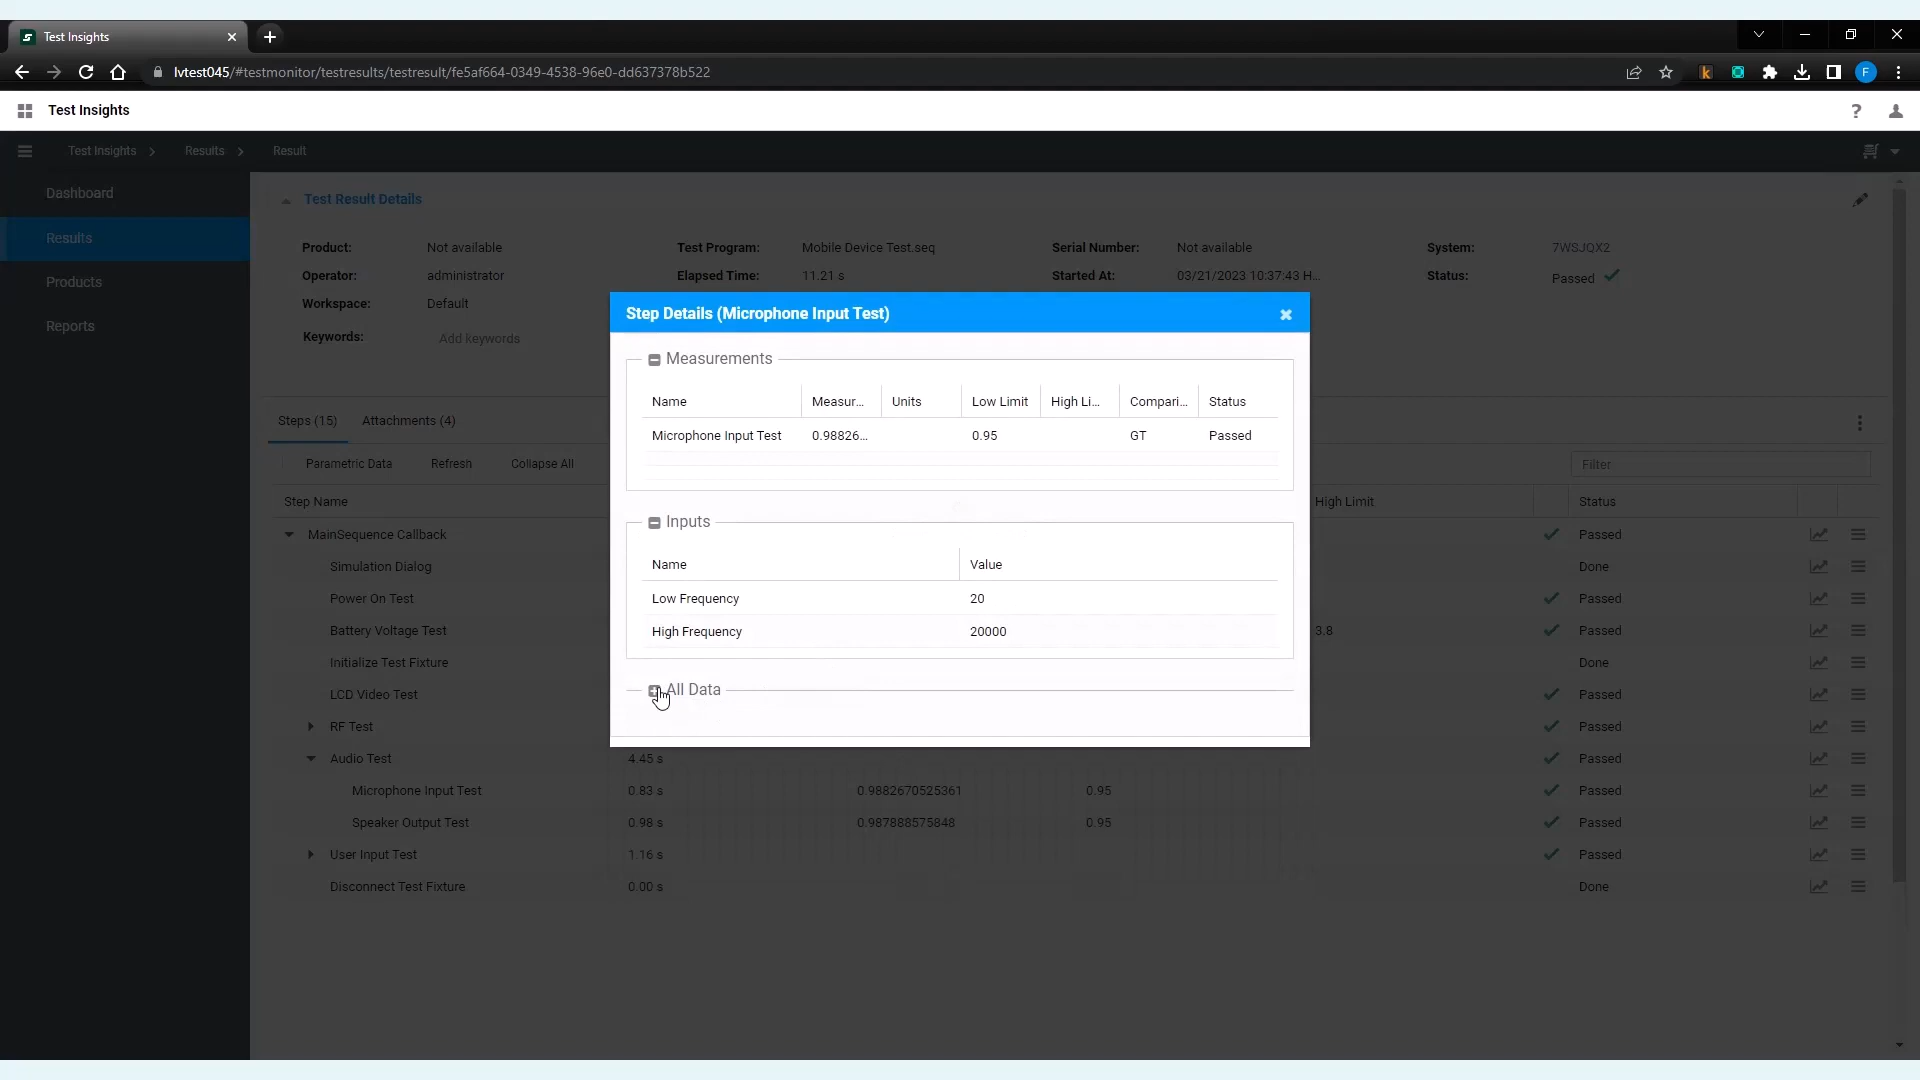 Test Insights
lvtest045/#testmonitor/testresults/testresult/fe5af664-0349-4538-96e0-dd637378b522
k
F
Test Insights
?
Test Insights > Results > Result
Dashboard
Results
Products
Reports
Test Result Details
Product: Not available Test Program: Mobile Device Test.seq Serial Number: Not available System: 7WSJQX2
Operator: administrator Elapsed Time: 11.21 s Started At: 03/21/2023 10:37:43 H... Status: Passed
Workspace: Default
Keywords: Add keywords
Steps (15) Attachments (4)
Parametric Data Refresh Collapse All Filter
Step Name High Limit Status
MainSequence Callback Passed
Simulation Dialog Done
Power On Test Passed
Battery Voltage Test 3.8 Passed
Initialize Test Fixture Done
LCD Video Test Passed
RF Test Passed
Audio Test 4.45 s Passed
Microphone Input Test 0.83 s 0.9882670525361 0.95 Passed
Speaker Output Test 0.98 s 0.987888575848 0.95 Passed
User Input Test 1.16 s Passed
Disconnect Test Fixture 0.00 s Done
Step Details (Microphone Input Test)
Measurements
Name Measur... Units Low Limit High Li... Compari... Status
Microphone Input Test 0.98826... 0.95 GT Passed
Inputs
Name Value
Low Frequency 20
High Frequency 20000
All Data